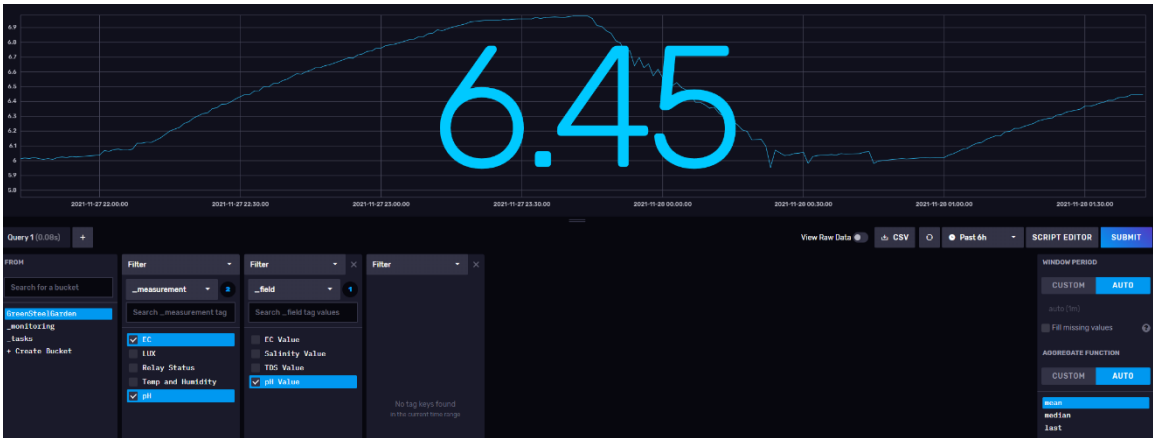 6.9
6.8
6.7
6.6
6.5
6.4
6.3
6.2
6.1
6
5.9
5.8
6.45
2021-11-27 22:00:00 2021-11-27 22:30:00 2021-11-27 23:00:00 2021-11-27 23:30:00 2021-11-28 00:00:00 2021-11-28 00:30:00 2021-11-28 01:00:00 2021-11-28 01:30:00
Query 1 (0.08s) + View Raw Data CSV Past 6h SCRIPT EDITOR SUBMIT
FROM
Search for a bucket
GreenSteelGarden
_monitoring
_tasks
+ Create Bucket
Filter
_measurement 2
Search _measurement tag
EC
LUX
Relay Status
Temp and Humidity
pH
Filter
_field 1
Search _field tag values
EC Value
Salinity Value
TDS Value
pH Value
Filter
No tag keys found
in the current time range
WINDOW PERIOD
CUSTOM AUTO
auto (1m)
Fill missing values ?
AGGREGATE FUNCTION
CUSTOM AUTO
mean
median
last